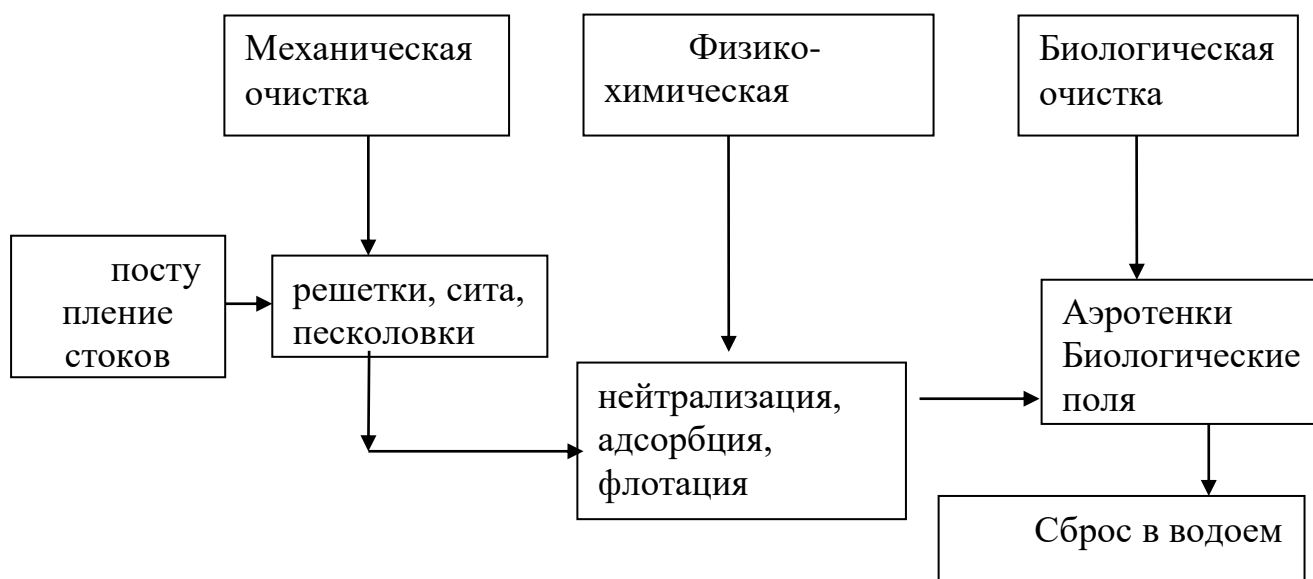 Механическая
очистка
Физико-
химическая
Биологическая
очистка
посту
пление
стоков
решетки, сита,
песколовки
нейтрализация,
адсорбция,
флотация
Аэротенки
Биологические
поля
Сброс в водоем